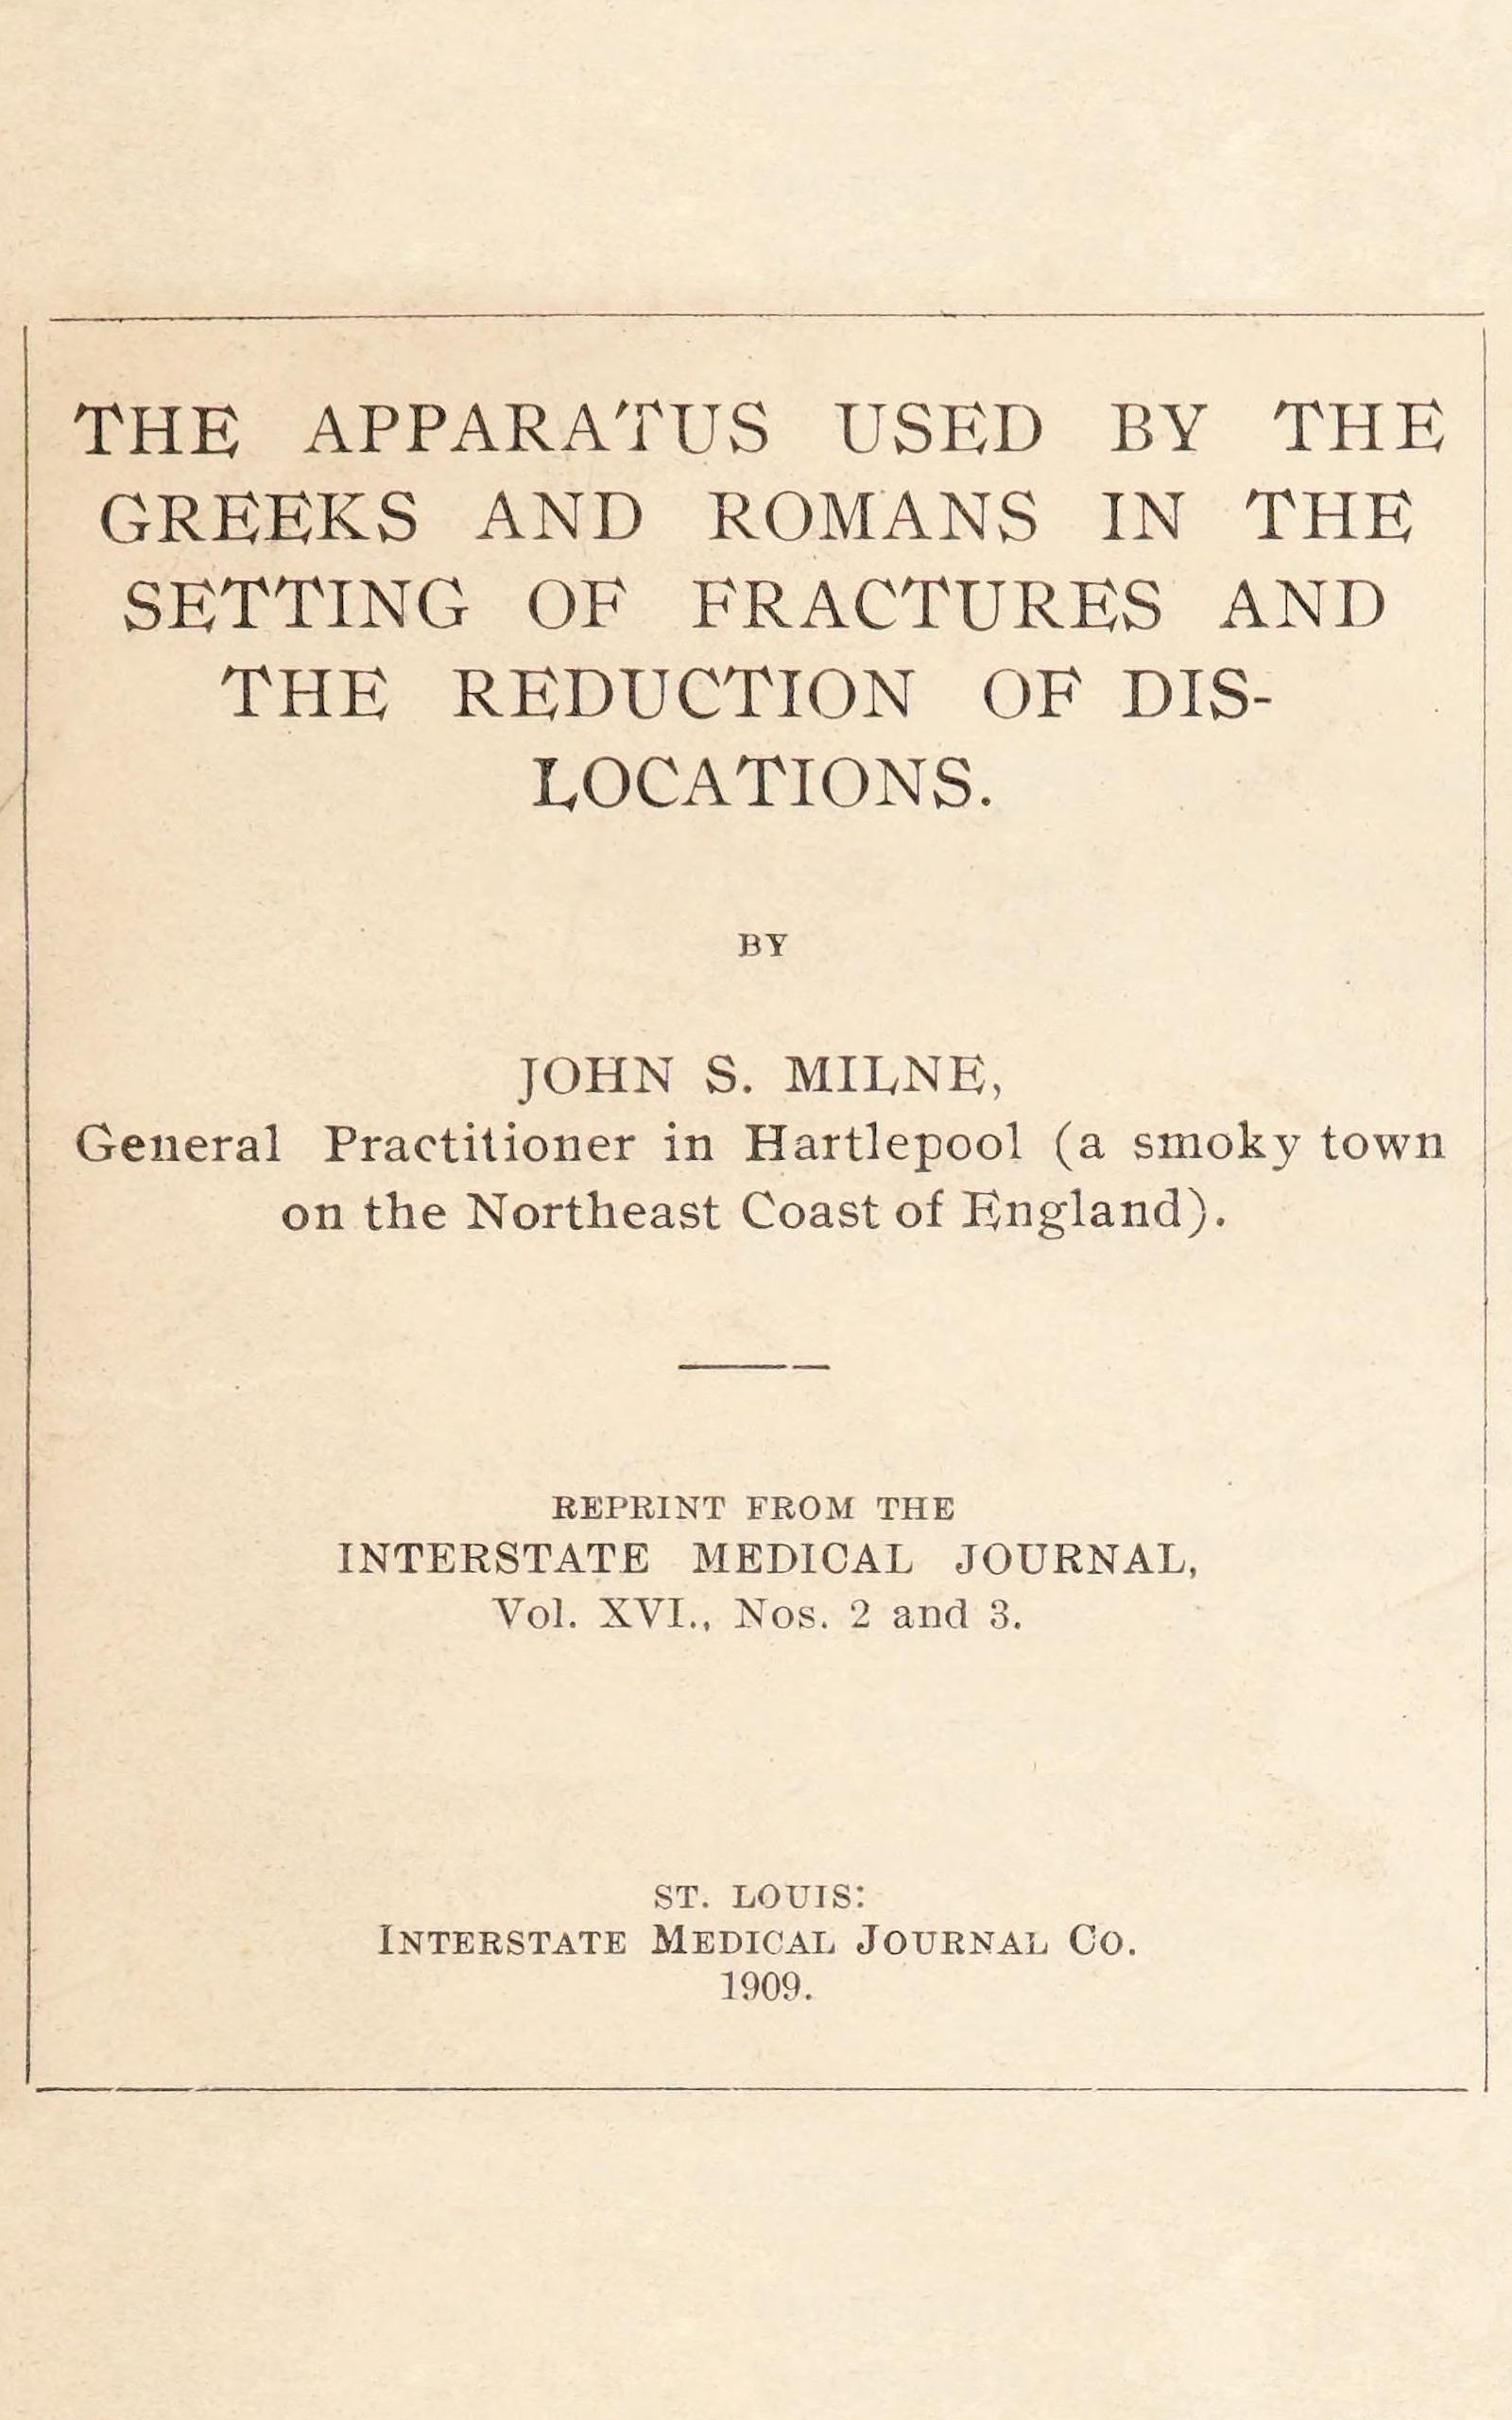 THE APPARATUS USED BY THE
GREEKS AND ROMANS IN THE
SETTING OF FRACTURES AND
THE REDUCTION OF DIS-
LOCATIONS.
BY
JOHN S. MILNE,
General Practitioner in Hartlepool (a smoky town
on the Northeast Coast of England).
REPRINT FROM THE
INTERSTATE MEDICAL JOURNAL,
Vol. XVI., Nos. 2 and 3.
ST. LOUIS:
INTERSTATE MEDICAL JOURNAL CO.
1909.